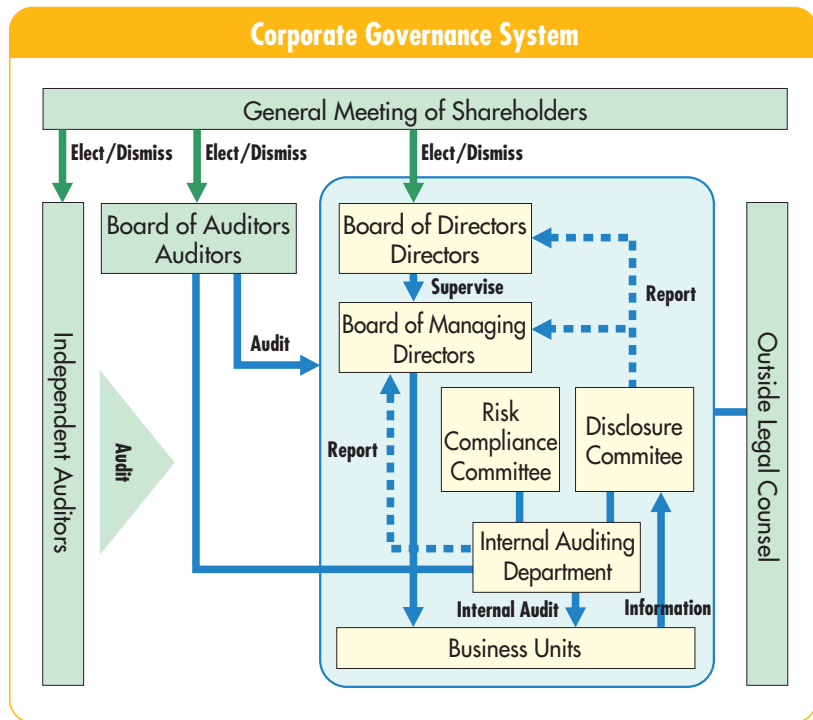 Corporate Governance System
General Meeting of Shareholders
Elect/Dismiss
Elect/Dismiss
Elect/Dismiss
Independent Auditors
Board of Auditors
Auditors
Board of Directors
Directors
Supervise
Report
Board of Managing
Directors
Audit
Audit
Report
Risk
Compliance
Committee
Disclosure
Commitee
Internal Auditing
Department
Internal Audit
Information
Business Units
Outside Legal Counsel